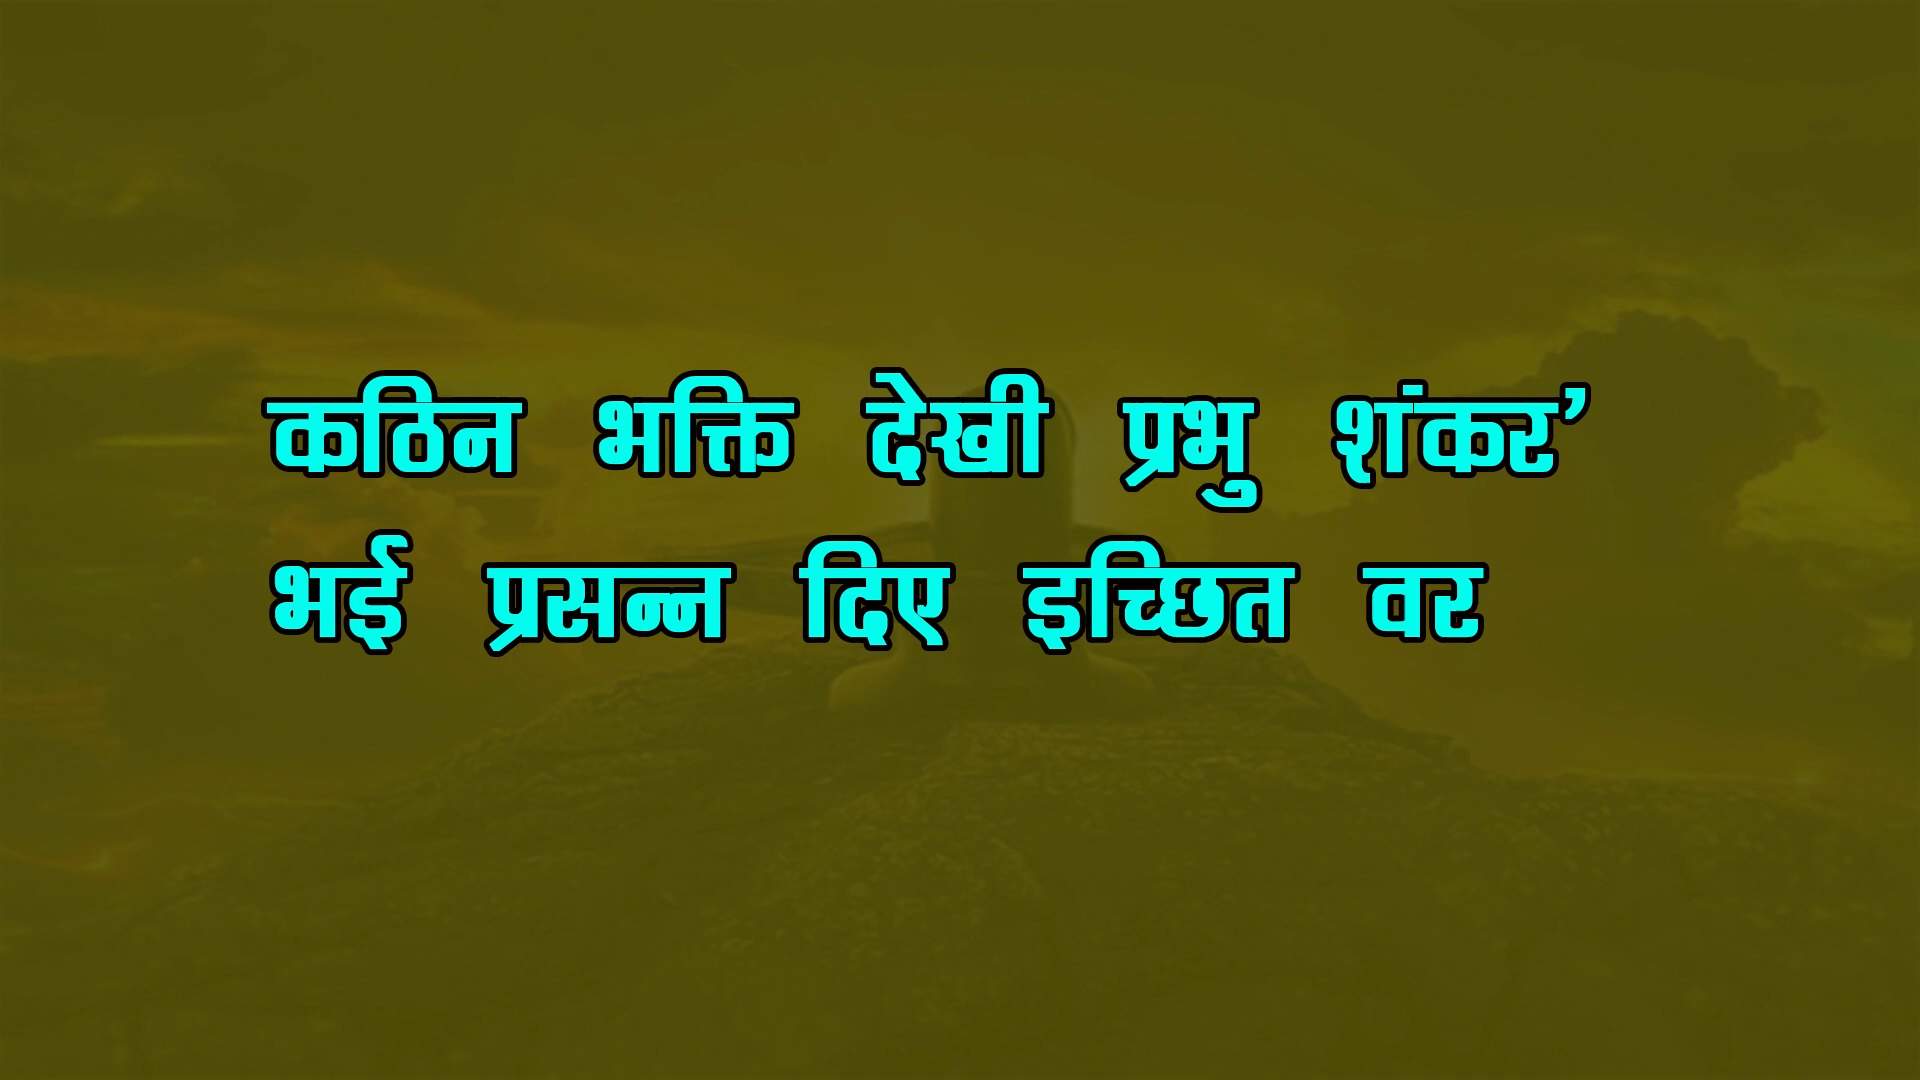 कठिन भक्ति देखी प्रभु शंकर’
भई प्रसन्न दिए इच्छित वर